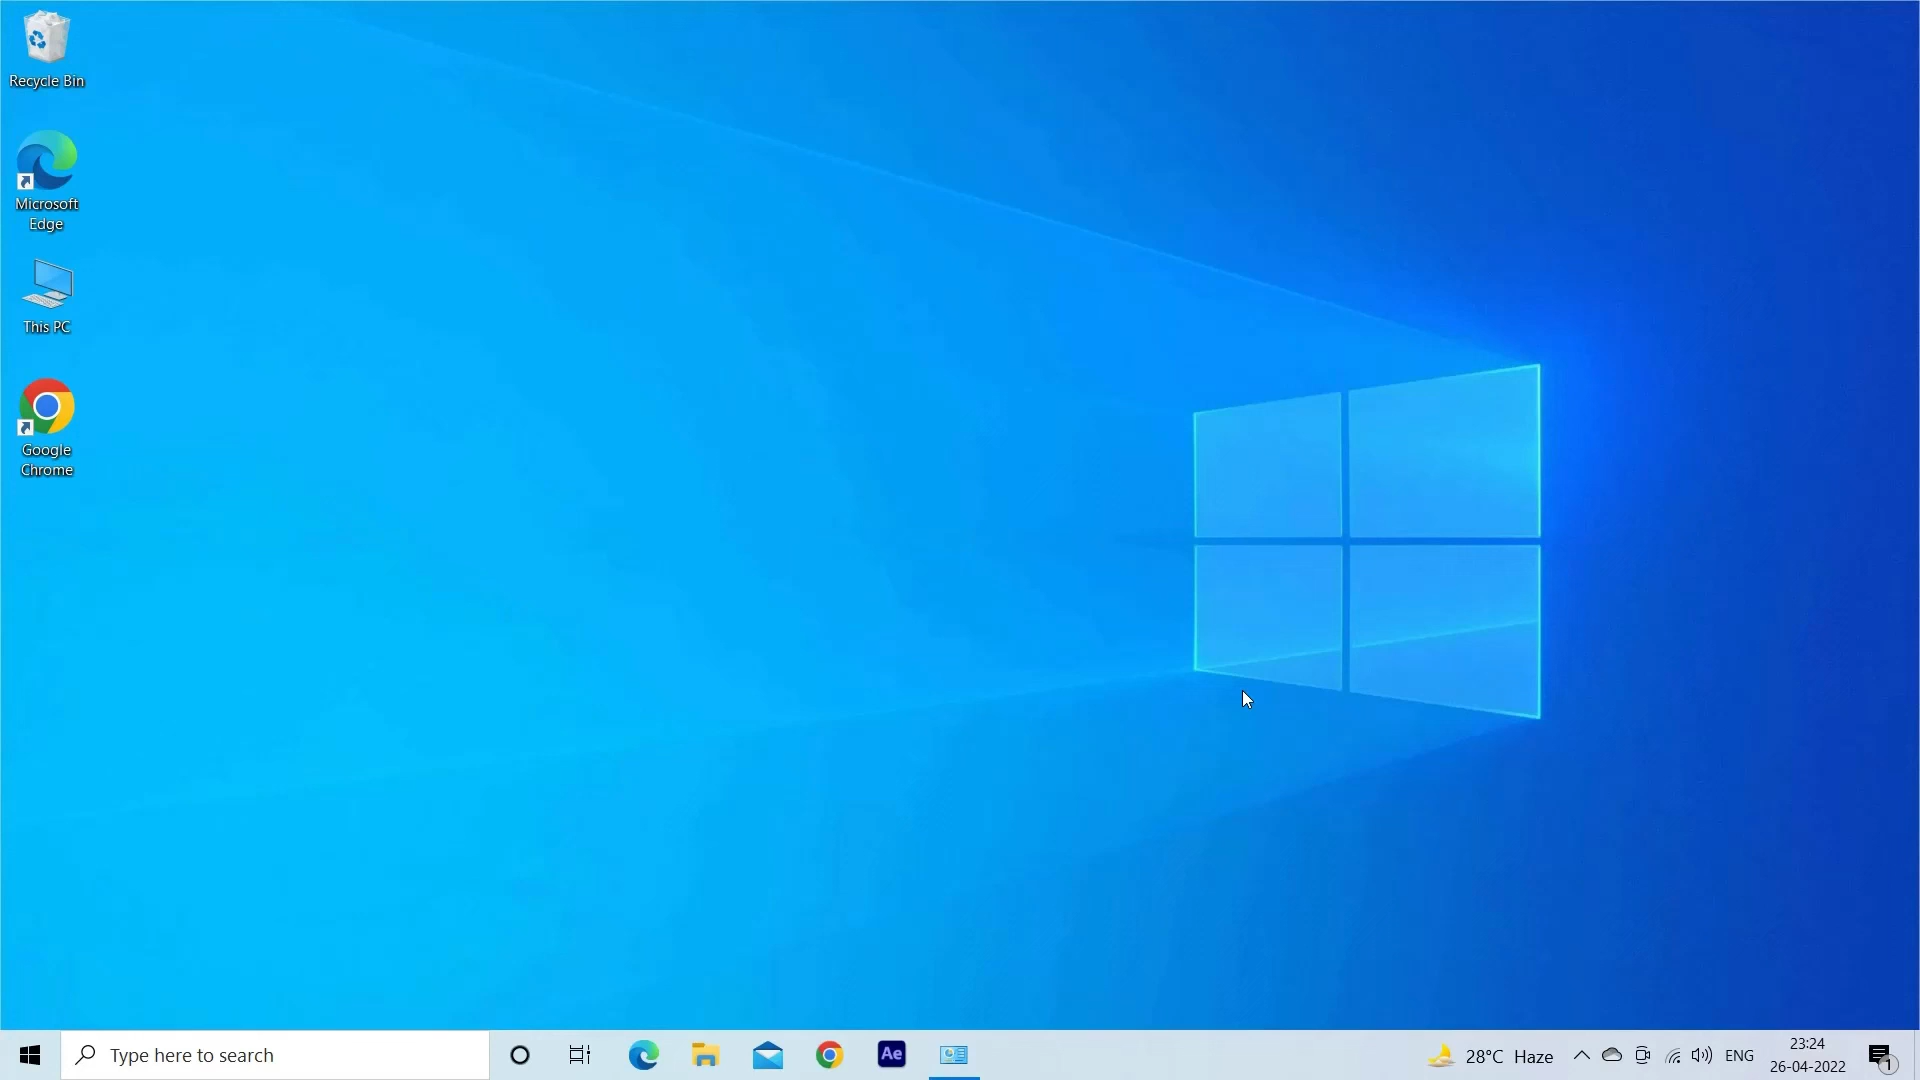 Recycle Bin
Microsoft
Edge
This PC
Google
Chrome
Type here to search
Ae
28°C Haze
ENG
23:24
26-04-2022
1